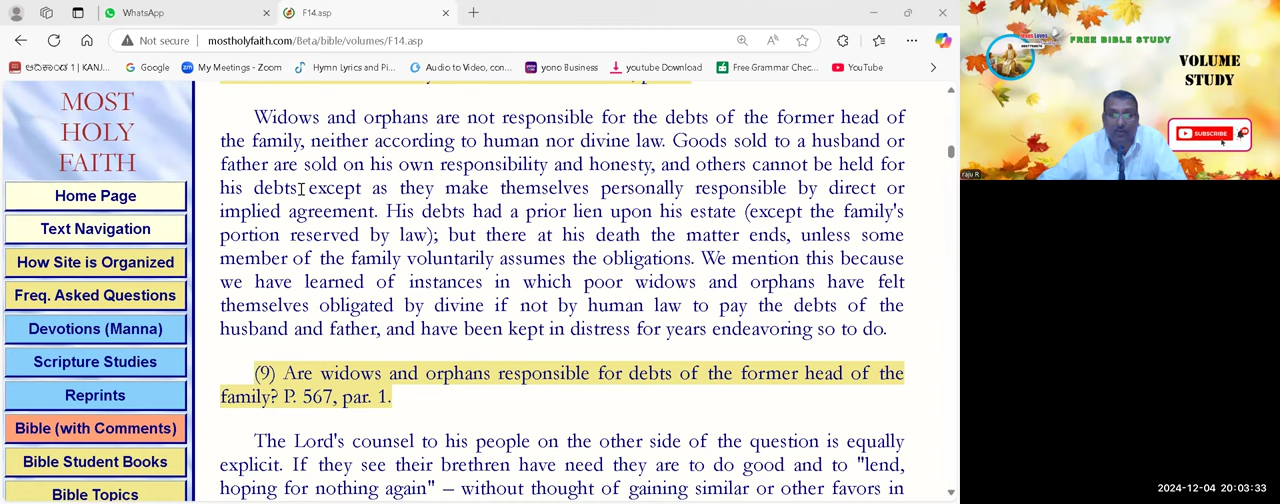 WhatsApp
F14.asp
Not secure
mostholyfaith.com/Beta/bible/volumes/F14.asp
ಆದಿಕಾಂಡ 1 | KANJ...
Google
My Meetings - Zoom
Hymn lyrics and Pi...
Audio to Video, con...
yono Business
youtube Download
Free Grammar Chec...
YouTube
MOST
HOLY
FAITH
Home Page
Text Navigation
How Site is Organized
Freq. Asked Questions
Devotions (Manna)
Scripture Studies
Reprints
Bible (with Comments)
Bible Student Books
Bible Topics
Widows and orphans are not responsible for the debts of the former head of
the family, neither according to human nor divine law. Goods sold to a husband or
father are sold on his own responsibility and honesty, and others cannot be held for
his debts except as they make themselves personally responsible by direct or
implied agreement. His debts had a prior lien upon his estate (except the family's
portion reserved by law); but there at his death the matter ends, unless some
member of the family voluntarily assumes the obligations. We mention this because
we have learned of instances in which poor widows and orphans have felt
themselves obligated by divine if not by human law to pay the debts of the
husband and father, and have been kept in distress for years endeavoring so to do.
(9) Are widows and orphans responsible for debts of the former head of the
family? P. 567, par. 1.
The Lord's counsel to his people on the other side of the question is equally
explicit. If they see their brethren have need they are to do good and to "lend,
hoping for nothing again" – without thought of gaining similar or other favors in
Jesus Loves
FREE BIBLE STUDY
VOLUME
STUDY
SUBSCRIBE
raju R
2024-12-04 20:03:33